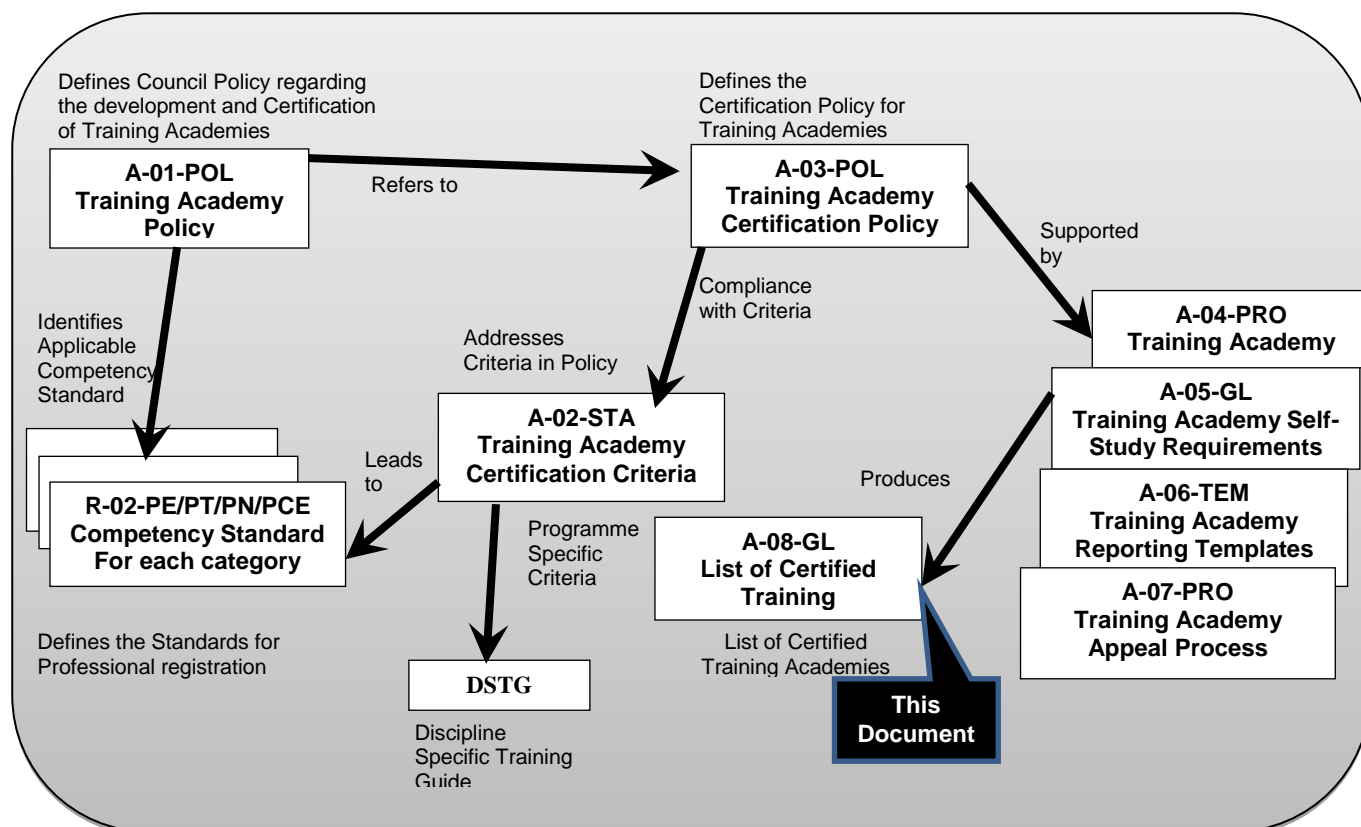 Defines Council Policy regarding
the development and Certification
of Training Academies
A-01-POL
Training Academy
Policy
Refers to
Defines the
Certification Policy for
Training Academies
A-03-POL
Training Academy
Certification Policy
Supported
by
Identifies
Applicable
Competency
Standard
Compliance
with Criteria
Addresses
Criteria in Policy
A-04-PRO
Training Academy
A-05-GL
Training Academy Self-
Study Requirements
A-06-TEM
Training Academy
Reporting Templates
A-07-PRO
Training Academy
Appeal Process
A-02-STA
Training Academy
Certification Criteria
Leads
to
R-02-PE/PT/PN/PCE
Competency Standard
For each category
Defines the Standards for
Professional registration
Programme
Specific
Criteria
Produces
A-08-GL
List of Certified
Training
List of Certified
Training Academies
This
Document
DSTG
Discipline
Specific Training
Guide